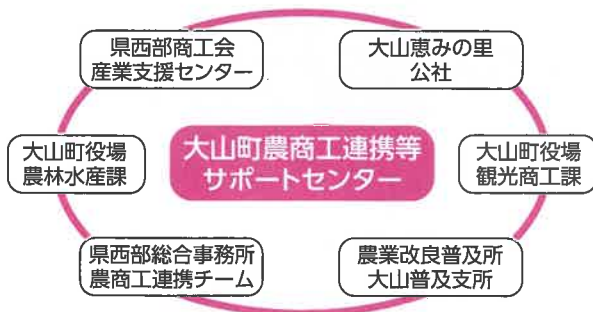 県西部商工会
産業支援センター
大山恵みの里
公社
大山町役場
農林水産課
大山町農商工連携等
サポートセンター
大山町役場
観光商工課
県西部総合事務所
農商工連携チーム
農業改良普及所
大山普及支所